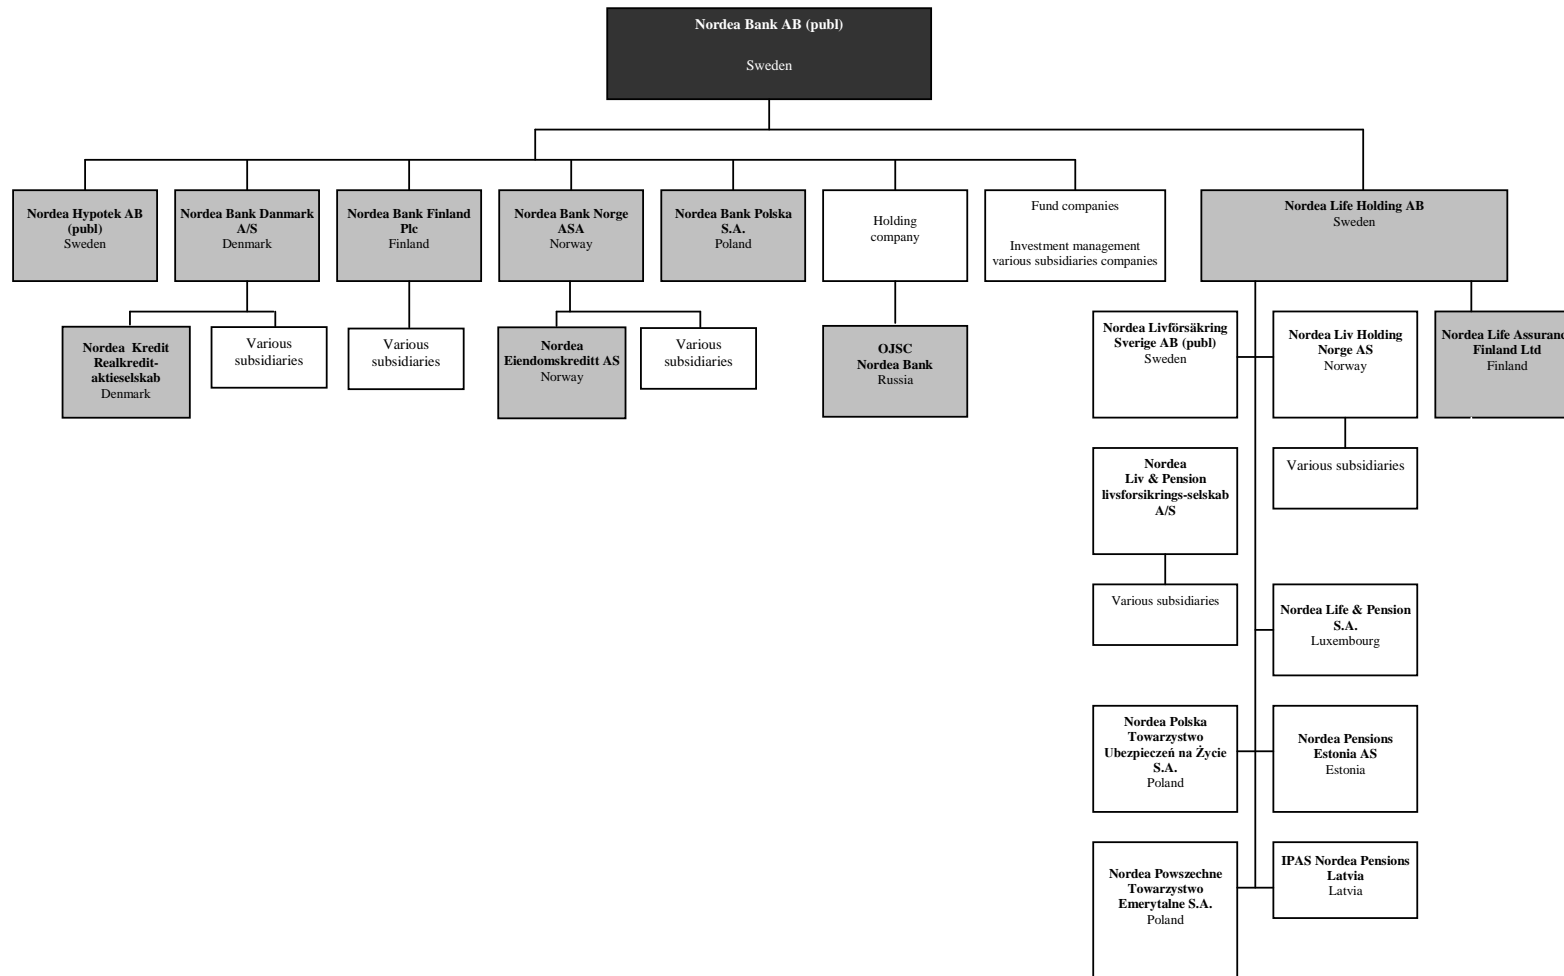 Nordea Bank AB (publ)
Sweden
Nordea Hypotek AB
(publ)
Sweden
Nordea Bank Danmark
A/S
Denmark
Nordea Bank Finland
Plc
Finland
Nordea Bank Norge
ASA
Norway
Nordea Bank Polska
S.A.
Poland
Holding
company
Fund companies
Investment management
various subsidiaries companies
Nordea Life Holding AB
Sweden
Nordea Kredit
Realkredit-
aktieselskab
Denmark
Various
subsidiaries
Various
subsidiaries
Nordea
Eiendomskreditt AS
Norway
Various
subsidiaries
OJSC
Nordea Bank
Russia
Nordea Livförsäkring
Sverige AB (publ)
Sweden
Nordea Liv Holding
Norge AS
Norway
Nordea Life Assuranc
Finland Ltd
Finland
Nordea
Liv & Pension
livsforsikrings-selskab
A/S
Various subsidiaries
Various subsidiaries
Nordea Life & Pension
S.A.
Luxembourg
Nordea Polska
Towarzystwo
Ubezpieczeń na Życie
S.A.
Poland
Nordea Pensions
Estonia AS
Estonia
Nordea Powszechne
Towarzystwo
Emerytalne S.A.
Poland
IPAS Nordea Pensions
Latvia
Latvia